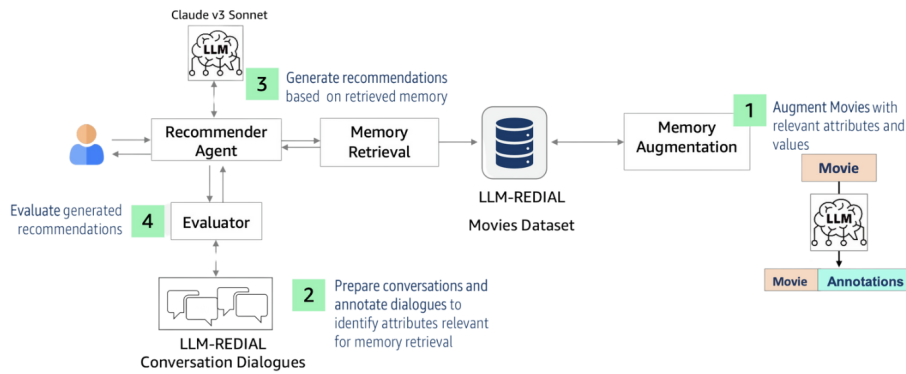 Claude v3 Sonnet
LLM
3
Generate recommendations
based on retrieved memory
Recommender
Agent
Memory
Retrieval
LLM-REDIAL
Movies Dataset
Memory
Augmentation
1
Augment Movies with
relevant attributes and
values
Movie
LLM
Movie
Annotations
Evaluate generated
recommendations
4
Evaluator
2
Prepare conversations and
annotate dialogues to
identify attributes relevant
for memory retrieval
LLM-REDIAL
Conversation Dialogues